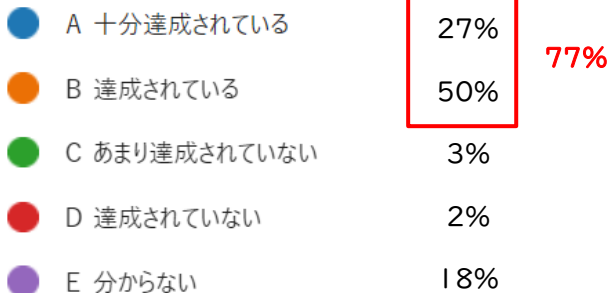 A 十分達成されている 27%
77%
B 達成されている 50%
C あまり達成されていない 3%
D 達成されていない 2%
E 分からない 18%